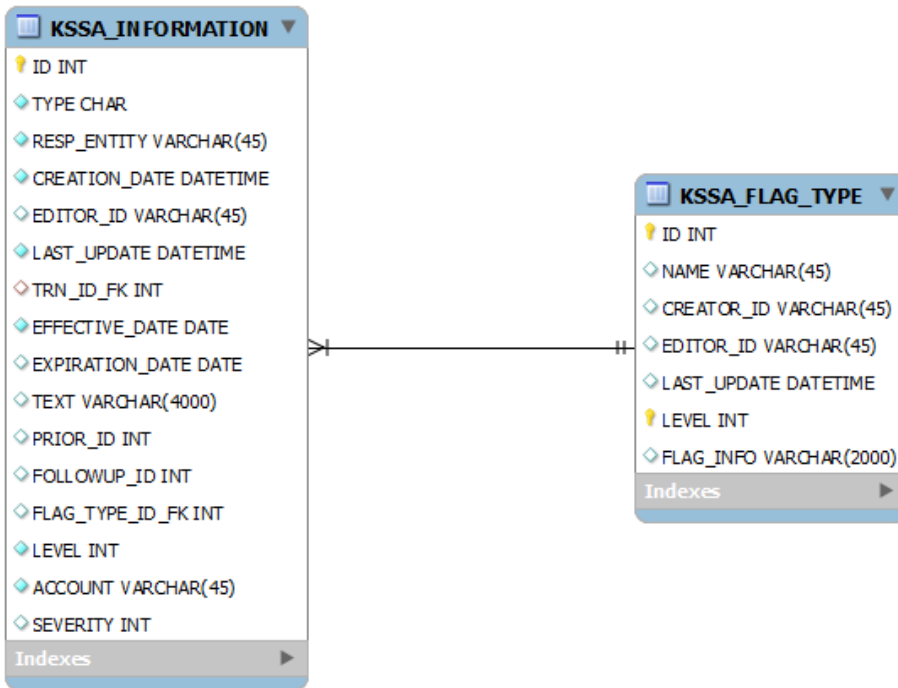 KSSA_INFORMATION
ID INT
TYPE CHAR
RESP_ENTITY VARCHAR(45)
CREATION_DATE DATETIME
EDITOR_ID VARCHAR(45)
LAST_UPDATE DATETIME
TRN_ID_FK INT
EFFECTIVE_DATE DATE
EXPIRATION_DATE DATE
TEXT VARCHAR(4000)
PRIOR_ID INT
FOLLOWUP_ID INT
FLAG_TYPE_ID_FK INT
LEVEL INT
ACCOUNT VARCHAR(45)
SEVERITY INT
Indexes
KSSA_FLAG_TYPE
ID INT
NAME VARCHAR(45)
CREATOR_ID VARCHAR(45)
EDITOR_ID VARCHAR(45)
LAST_UPDATE DATETIME
LEVEL INT
FLAG_INFO VARCHAR(2000)
Indexes